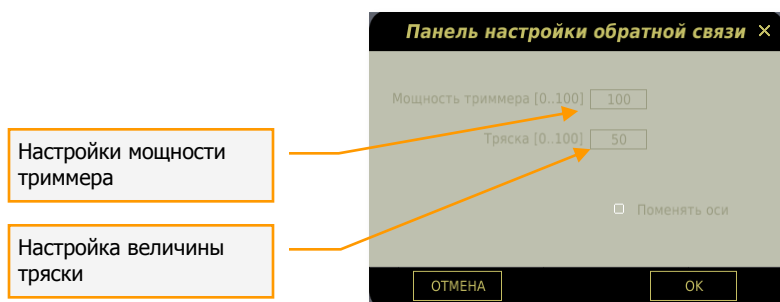 Панель настройки обратной связи ×
Мощность триммера [0..100] 100
Тряска [0..100] 50
Поменять оси
ОТМЕНА
OK
Настройки мощности
триммера
Настройка величины
тряски